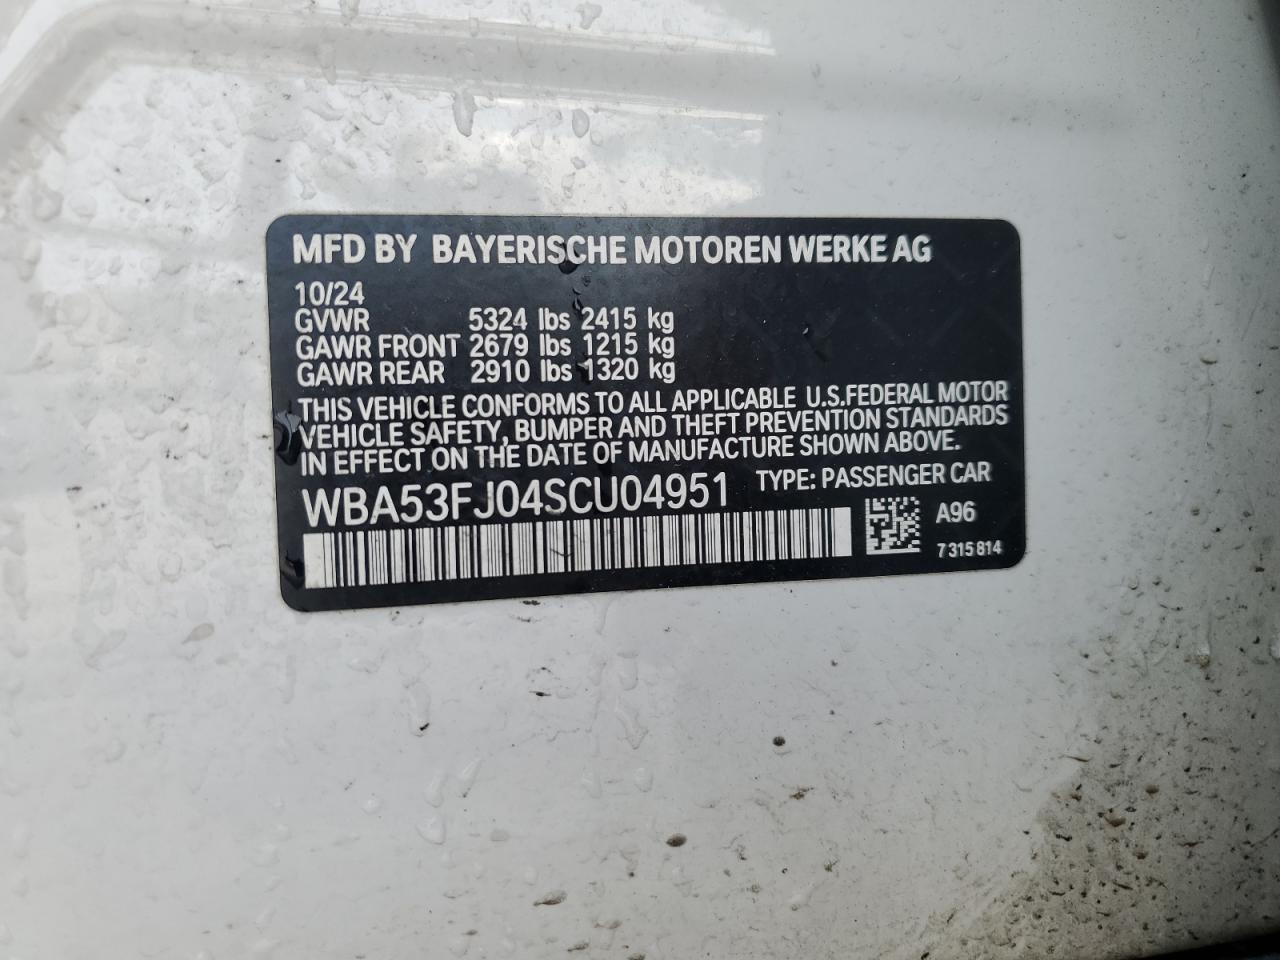 MFD BY BAYERISCHE MOTOREN WERKE AG
10/24
GVWR 5324 lbs 2415 kg
GAWR FRONT 2679 lbs 1215 kg
GAWR REAR 2910 lbs 1320 kg
THIS VEHICLE CONFORMS TO ALL APPLICABLE U.S.FEDERAL MOTOR
VEHICLE SAFETY, BUMPER AND THEFT PREVENTION STANDARDS
IN EFFECT ON THE DATE OF MANUFACTURE SHOWN ABOVE.
WBA53FJ04SCU04951 TYPE: PASSENGER CAR
A96
7 315 814